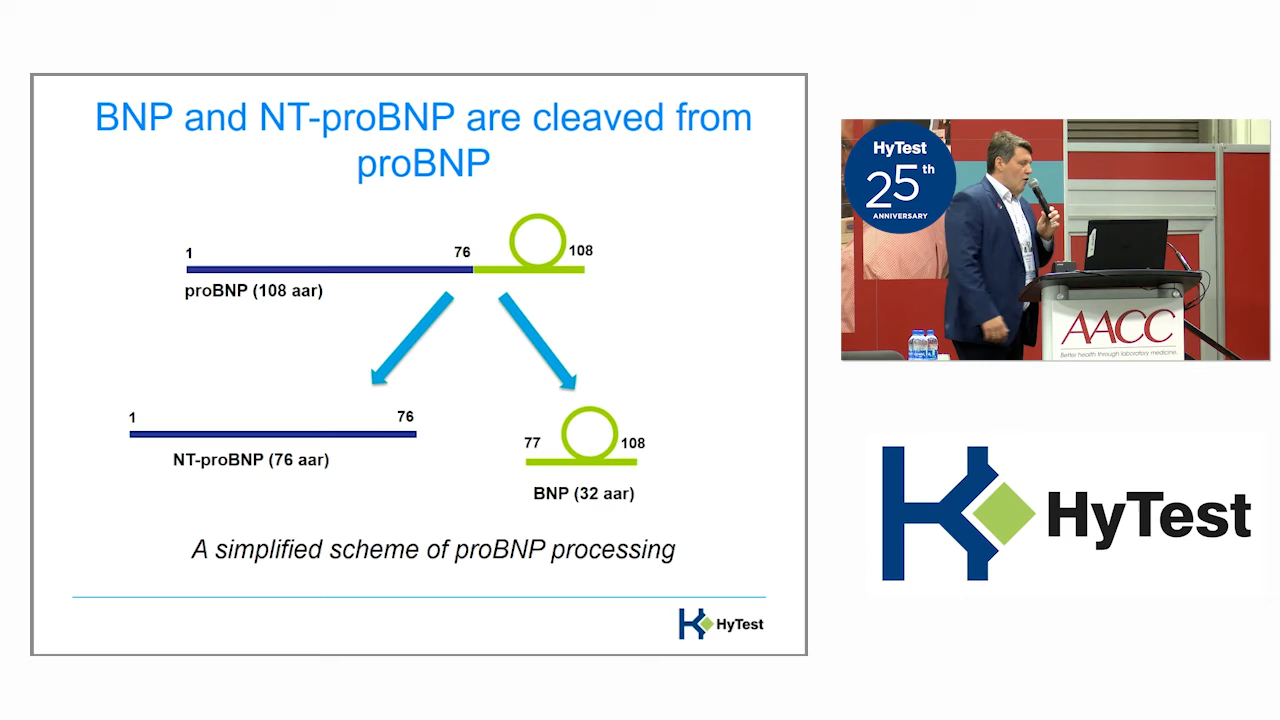 BNP and NT-proBNP are cleaved from
proBNP
1
76
108
proBNP (108 aar)
1
76
NT-proBNP (76 aar)
77
108
BNP (32 aar)
A simplified scheme of proBNP processing
HyTest
HyTest
25th
ANNIVERSARY
AACC
Better health through laboratory medicine.
HyTest